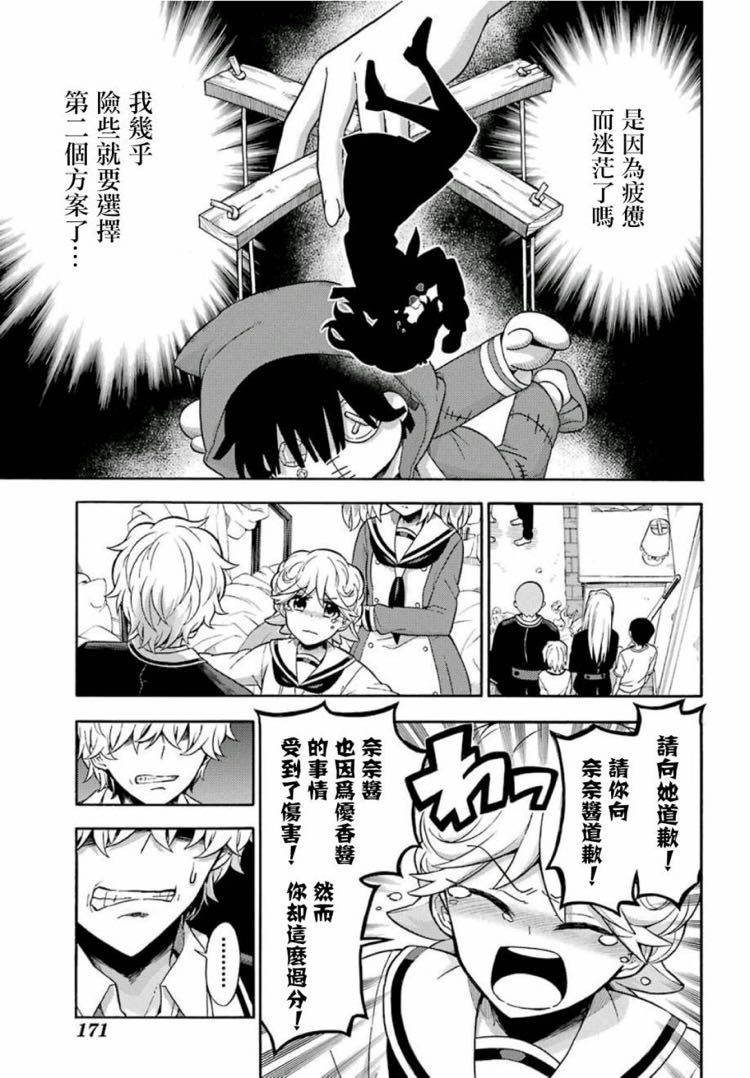 是因為疲憊
而迷茫了嗎
我幾乎
險些就要選擇
第二個方案了…
請向她道歉！
請你向
奈奈醬道歉！
わっ
奈奈醬
也因爲優香醬
的事情
受到了傷害！
然而
你却這麼過分！
………
171